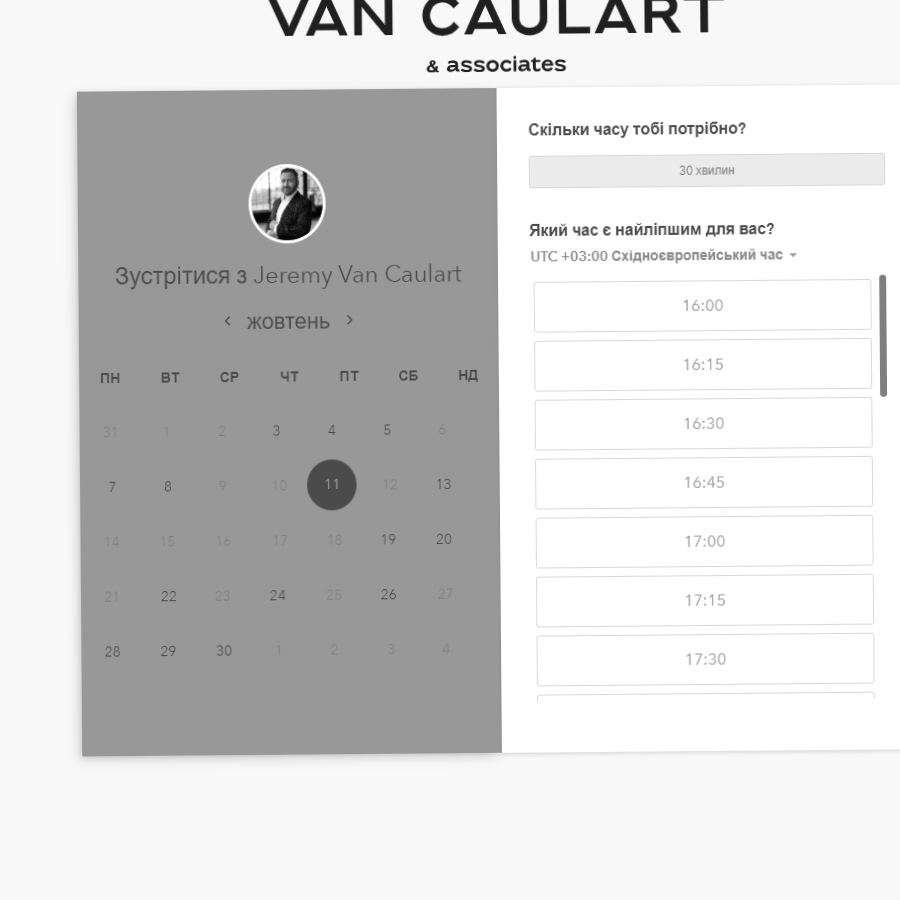 VAN CAULART
& associates
Зустрітися з Jeremy Van Caulart
жовтень
ПН ВТ СР ЧТ ПТ СБ НД
31 1 2 3 4 5 6
7 8 9 10 11 12 13
14 15 16 17 18 19 20
21 22 23 24 25 26 27
28 29 30 1 2 3 4
Скільки часу тобі потрібно?
30 хвилин
Який час є найліпшим для вас?
UTC +03:00 Східноєвропейський час
16:00
16:15
16:30
16:45
17:00
17:15
17:30